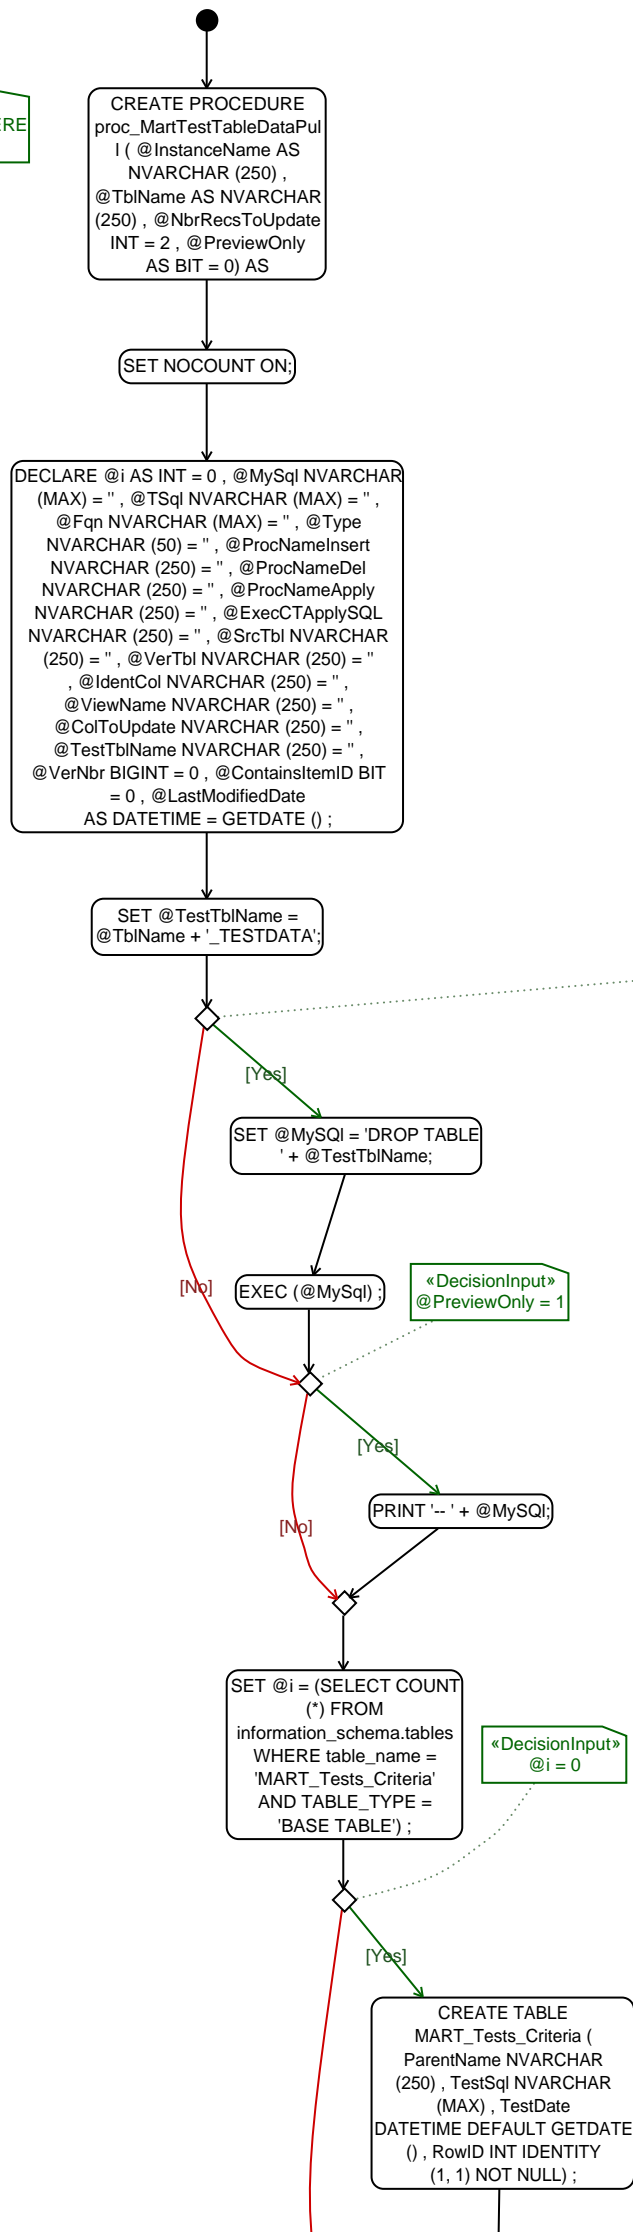 ERE
CREATE PROCEDURE
proc_MartTestTableDataPul
l ( @InstanceName AS
NVARCHAR (250) ,
@TblName AS NVARCHAR
(250) , @NbrRecsToUpdate
INT = 2 , @PreviewOnly
AS BIT = 0) AS
SET NOCOUNT ON;
DECLARE @i AS INT = 0 , @MySql NVARCHAR
(MAX) = '' , @TSql NVARCHAR (MAX) = '' ,
@Fqn NVARCHAR (MAX) = '' , @Type
NVARCHAR (50) = '' , @ProcNameInsert
NVARCHAR (250) = '' , @ProcNameDel
NVARCHAR (250) = '' , @ProcNameApply
NVARCHAR (250) = '' , @ExecCTApplySQL
NVARCHAR (250) = '' , @SrcTbl NVARCHAR
(250) = '' , @VerTbl NVARCHAR (250) = ''
, @IdentCol NVARCHAR (250) = '' ,
@ViewName NVARCHAR (250) = '' ,
@ColToUpdate NVARCHAR (250) = '' ,
@TestTblName NVARCHAR (250) = '' ,
@VerNbr BIGINT = 0 , @ContainsItemID BIT
= 0 , @LastModifiedDate
AS DATETIME = GETDATE () ;
SET @TestTblName =
@TblName + '_TESTDATA';
[Yes]
SET @MySQl = 'DROP TABLE
' + @TestTblName;
[No]
EXEC (@MySql) ;
«DecisionInput»
@PreviewOnly = 1
[Yes]
PRINT '-- ' + @MySQl;
[No]
SET @i = (SELECT COUNT
(*) FROM
information_schema.tables
WHERE table_name =
'MART_Tests_Criteria'
AND TABLE_TYPE =
'BASE TABLE') ;
«DecisionInput»
@i = 0
[Yes]
CREATE TABLE
MART_Tests_Criteria (
ParentName NVARCHAR
(250) , TestSql NVARCHAR
(MAX) , TestDate
DATETIME DEFAULT GETDATE
() , RowID INT IDENTITY
(1, 1) NOT NULL) ;